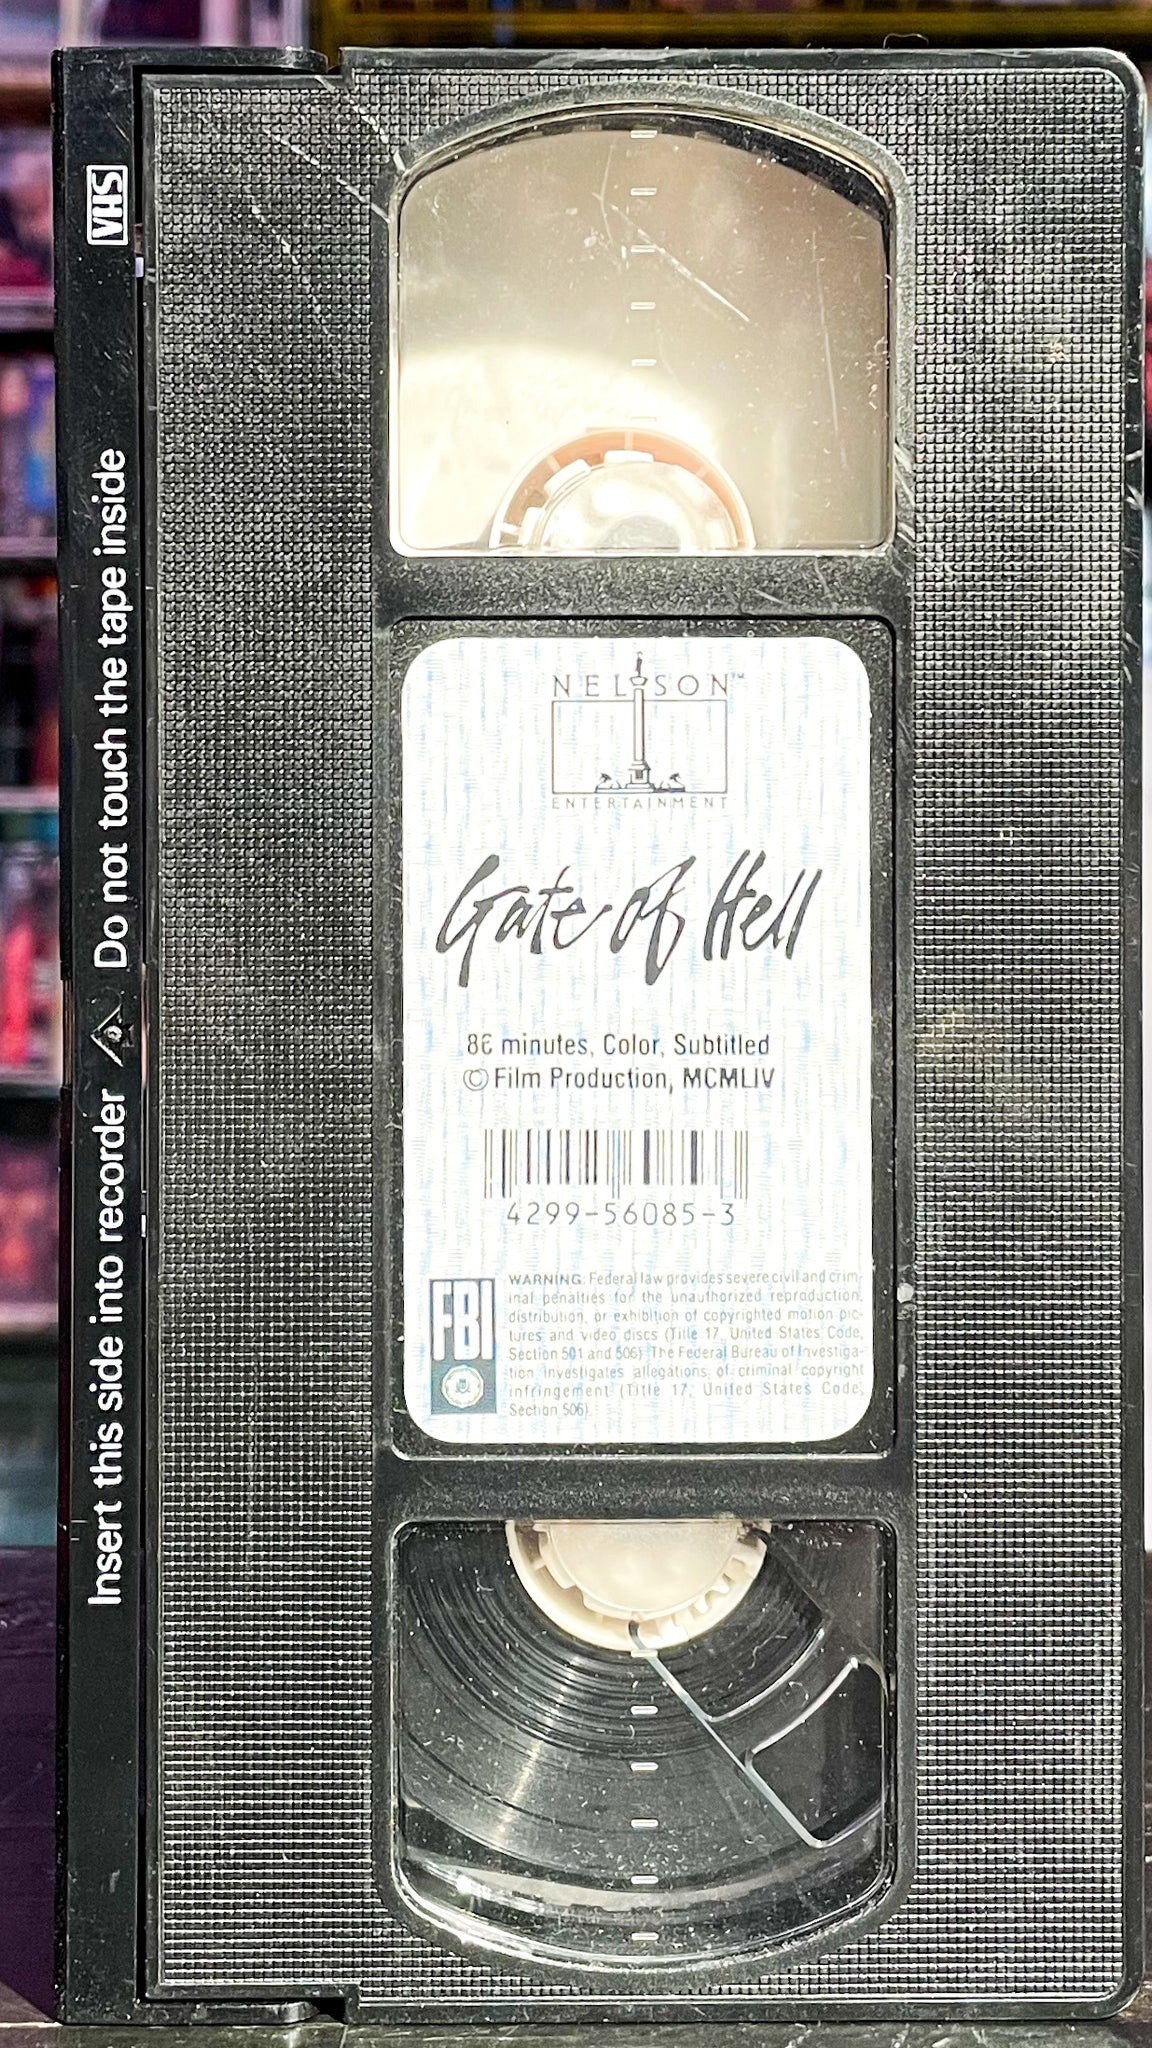 VHS
Insert this side into recorder Do not touch the tape inside
NELSON™
ENTERTAINMENT
Gate of Hell
86 minutes, Color, Subtitled
© Film Production, MCMLIV
4299-56085-3
FBI
WARNING: Federal law provides severe civil and crim-
inal penalties for the unauthorized reproduction,
distribution, or exhibition of copyrighted motion pic-
tures and video discs (Title 17, United States Code,
Section 501 and 506). The Federal Bureau of Investiga-
tion investigates allegations of criminal copyright
infringement (Title 17, United States Code,
Section 506).